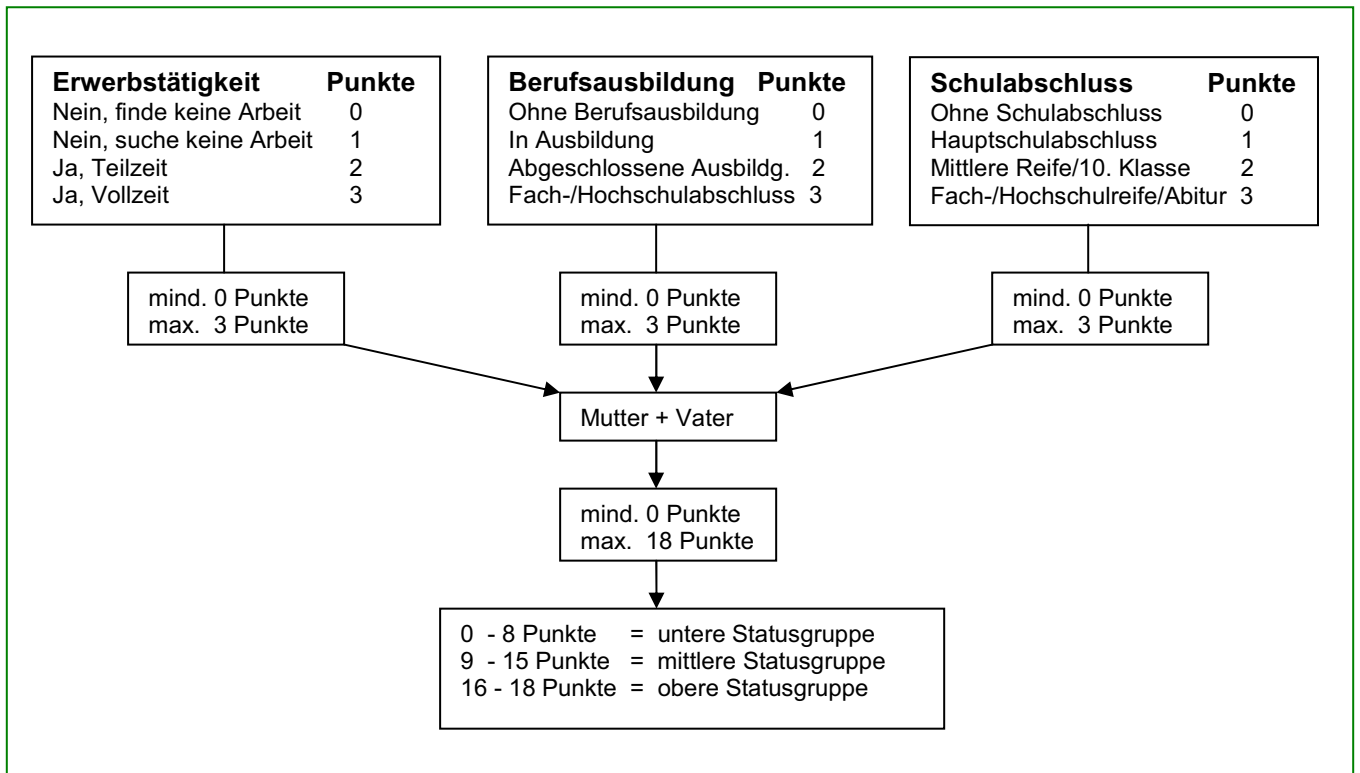 Erwerbstätigkeit Punkte
Nein, finde keine Arbeit 0
Nein, suche keine Arbeit 1
Ja, Teilzeit 2
Ja, Vollzeit 3
Berufsausbildung Punkte
Ohne Berufsausbildung 0
In Ausbildung 1
Abgeschlossene Ausbildg. 2
Fach-/Hochschulabschluss 3
Schulabschluss Punkte
Ohne Schulabschluss 0
Hauptschulabschluss 1
Mittlere Reife/10. Klasse 2
Fach-/Hochschulreife/Abitur 3
mind. 0 Punkte
max. 3 Punkte
mind. 0 Punkte
max. 3 Punkte
mind. 0 Punkte
max. 3 Punkte
Mutter + Vater
mind. 0 Punkte
max. 18 Punkte
0 - 8 Punkte = untere Statusgruppe
9 - 15 Punkte = mittlere Statusgruppe
16 - 18 Punkte = obere Statusgruppe